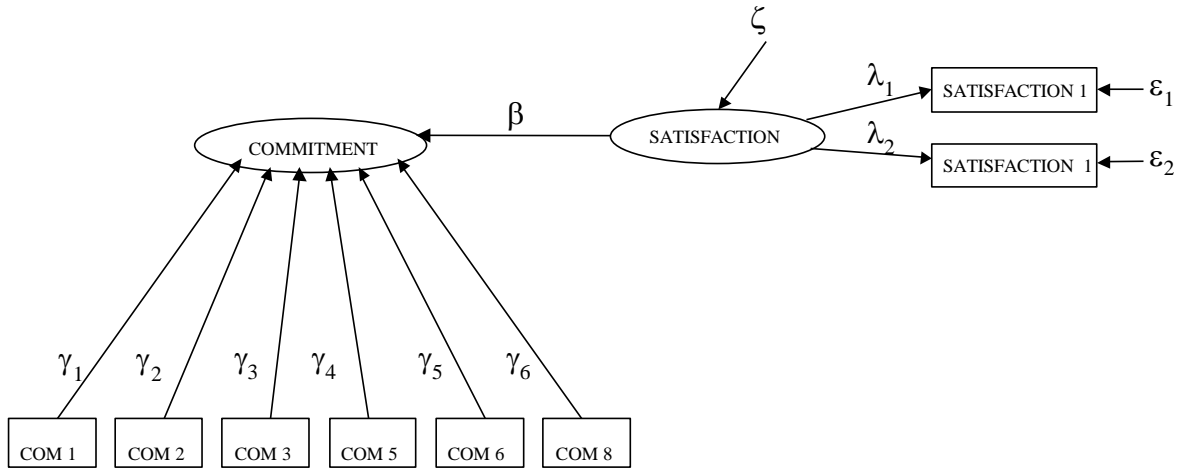 ζ
λ₁
SATISFACTION 1
ε₁
β
COMMITMENT
SATISFACTION
λ₂
SATISFACTION 1
ε₂
γ₁
γ₂
γ₃
γ₄
γ₅
γ₆
COM 1
COM 2
COM 3
COM 5
COM 6
COM 8